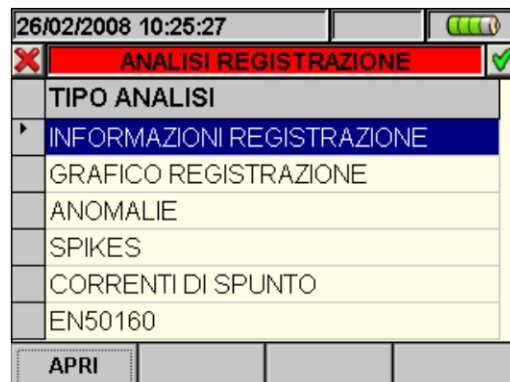 26/02/2008 10:25:27
ANALISI REGISTRAZIONE
TIPO ANALISI
INFORMAZIONI REGISTRAZIONE
GRAFICO REGISTRAZIONE
ANOMALIE
SPIKES
CORRENTI DI SPUNTO
EN50160
APRI